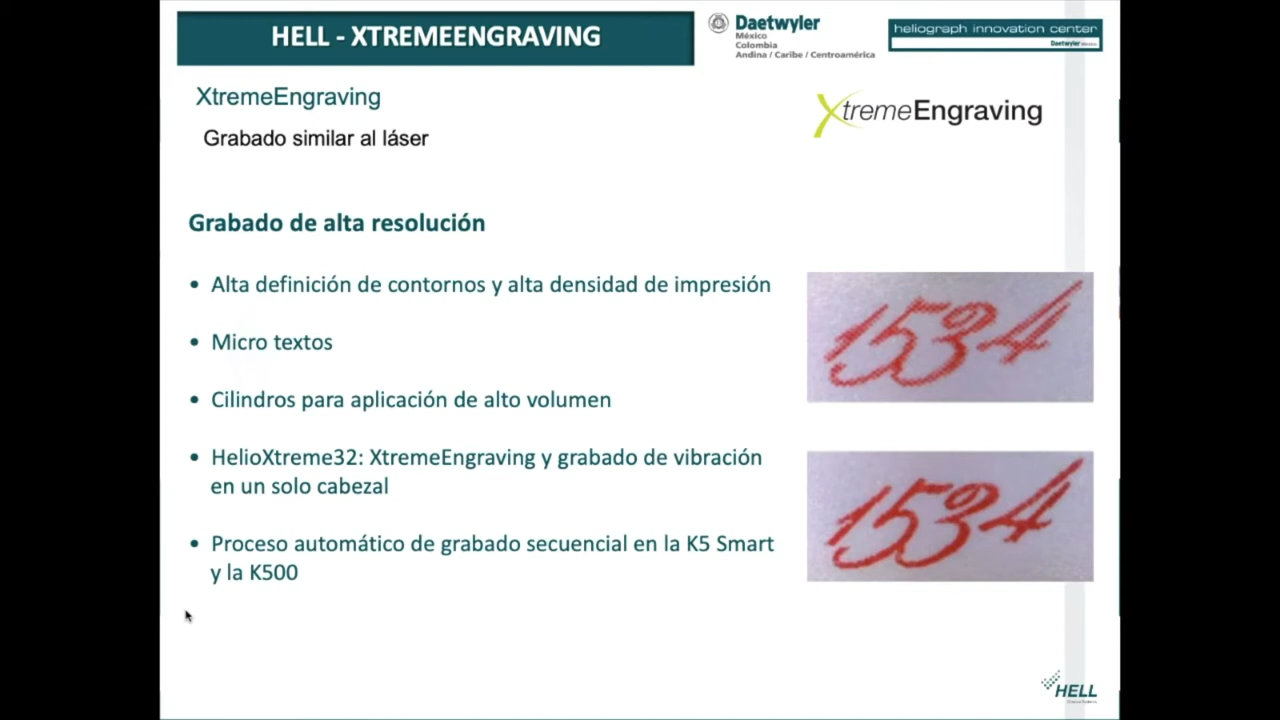 HELL - XTREMEENGRAVING
Daetwyler
México
Colombia
Andina / Caribe / Centroamérica
heliograph innovation center
Daetwyler
XtremeEngraving
XtremeEngraving
Grabado similar al láser
Grabado de alta resolución
• Alta definición de contornos y alta densidad de impresión
• Micro textos
• Cilindros para aplicación de alto volumen
• HelioXtreme32: XtremeEngraving y grabado de vibración
en un solo cabezal
• Proceso automático de grabado secuencial en la K5 Smart
y la K500
1534
1534
HELL